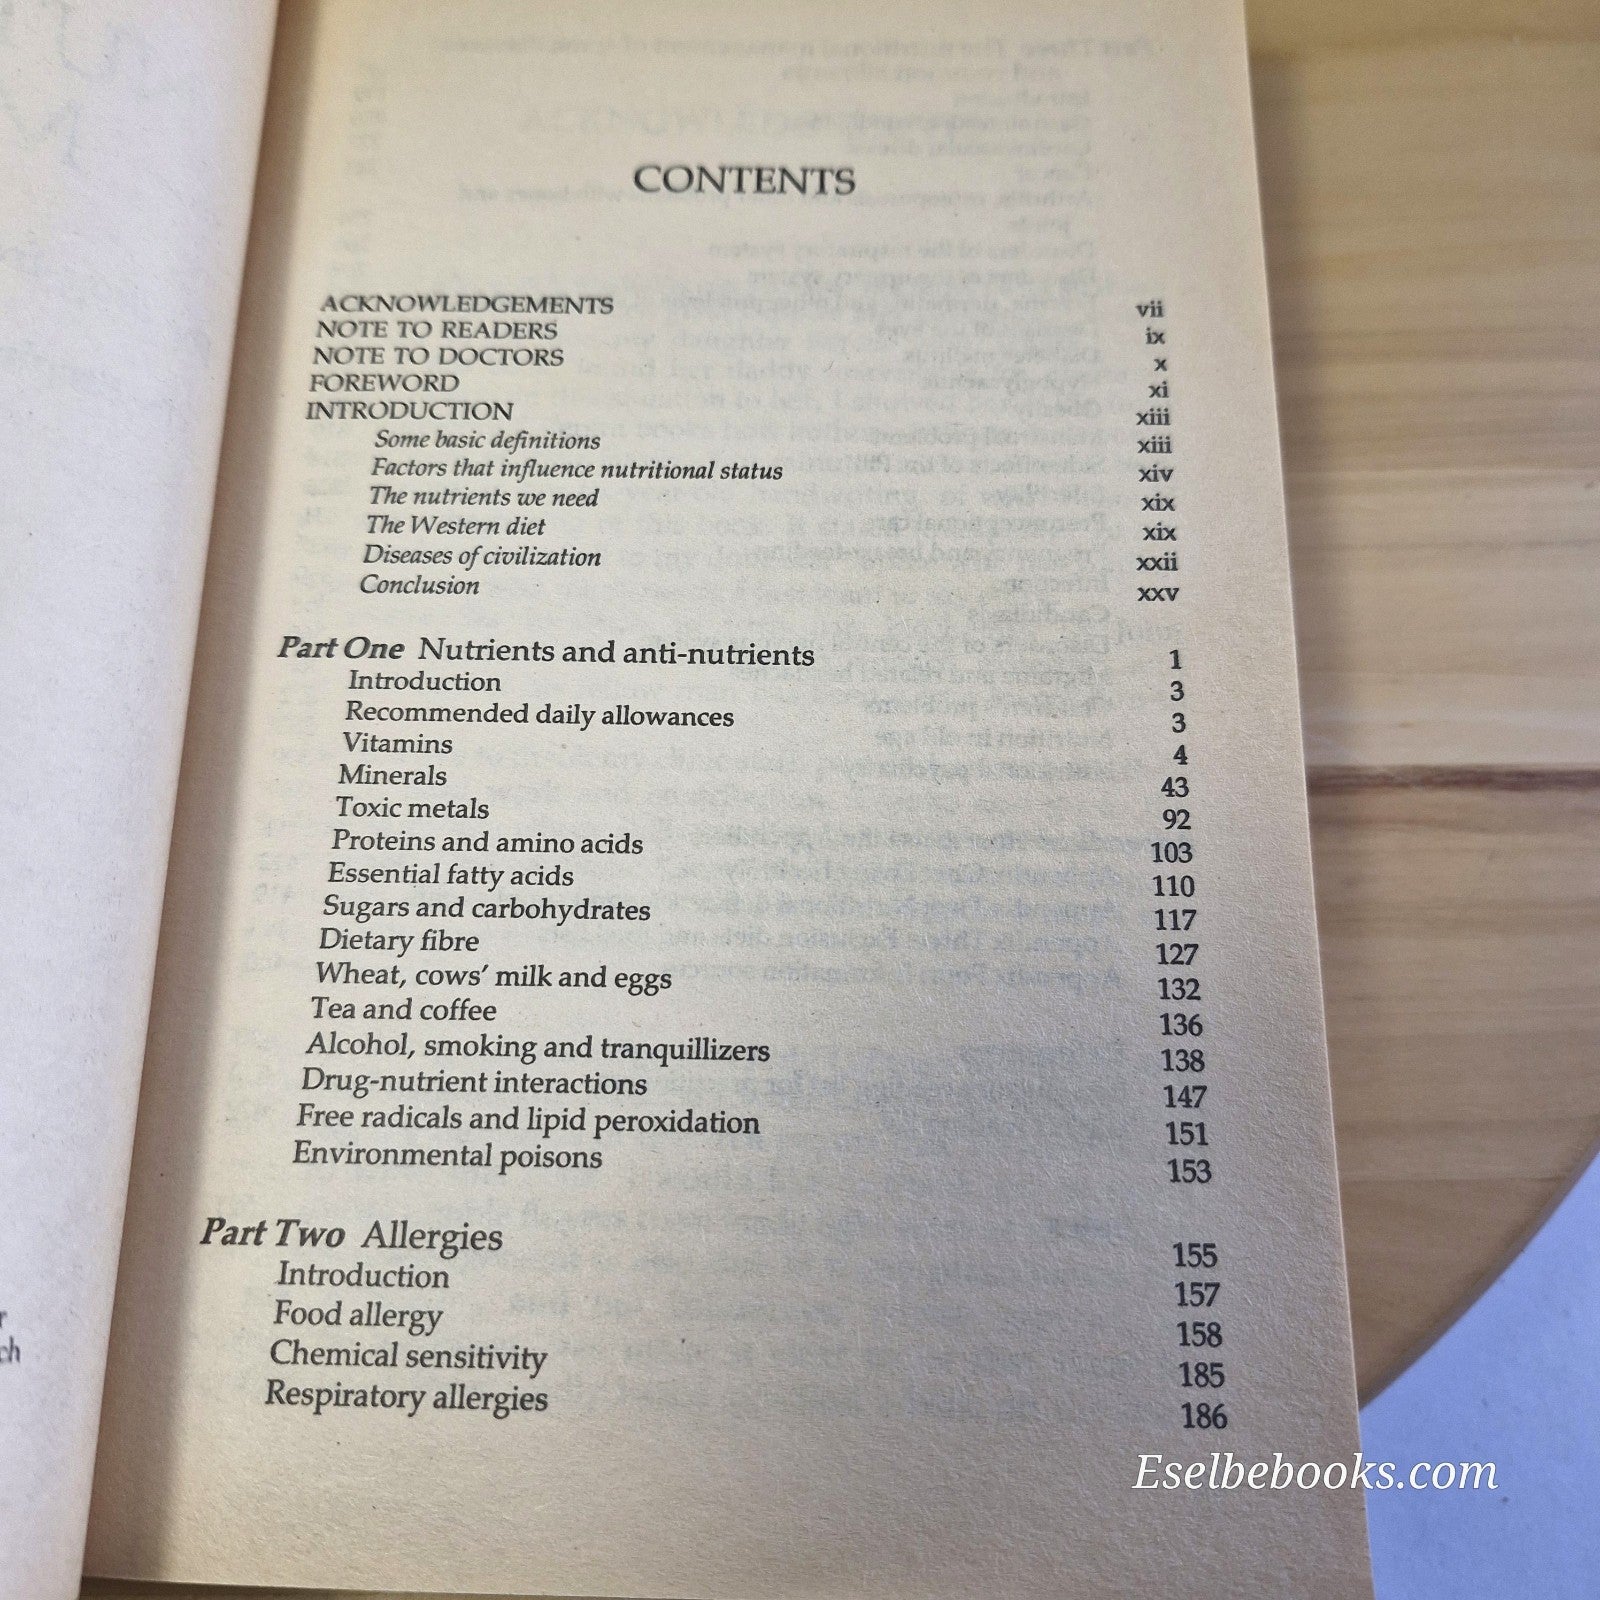 CONTENTS
ACKNOWLEDGEMENTS vii
NOTE TO READERS ix
NOTE TO DOCTORS x
FOREWORD xi
INTRODUCTION xiii
Some basic definitions xiii
Factors that influence nutritional status xiv
The nutrients we need xix
The Western diet xix
Diseases of civilization xxii
Conclusion xxv
Part One Nutrients and anti-nutrients 1
Introduction 3
Recommended daily allowances 3
Vitamins 4
Minerals 43
Toxic metals 92
Proteins and amino acids 103
Essential fatty acids 110
Sugars and carbohydrates 117
Dietary fibre 127
Wheat, cows' milk and eggs 132
Tea and coffee 136
Alcohol, smoking and tranquillizers 138
Drug-nutrient interactions 147
Free radicals and lipid peroxidation 151
Environmental poisons 153
Part Two Allergies 155
Introduction 157
Food allergy 158
Chemical sensitivity 185
Respiratory allergies 186
Eselbebooks.com